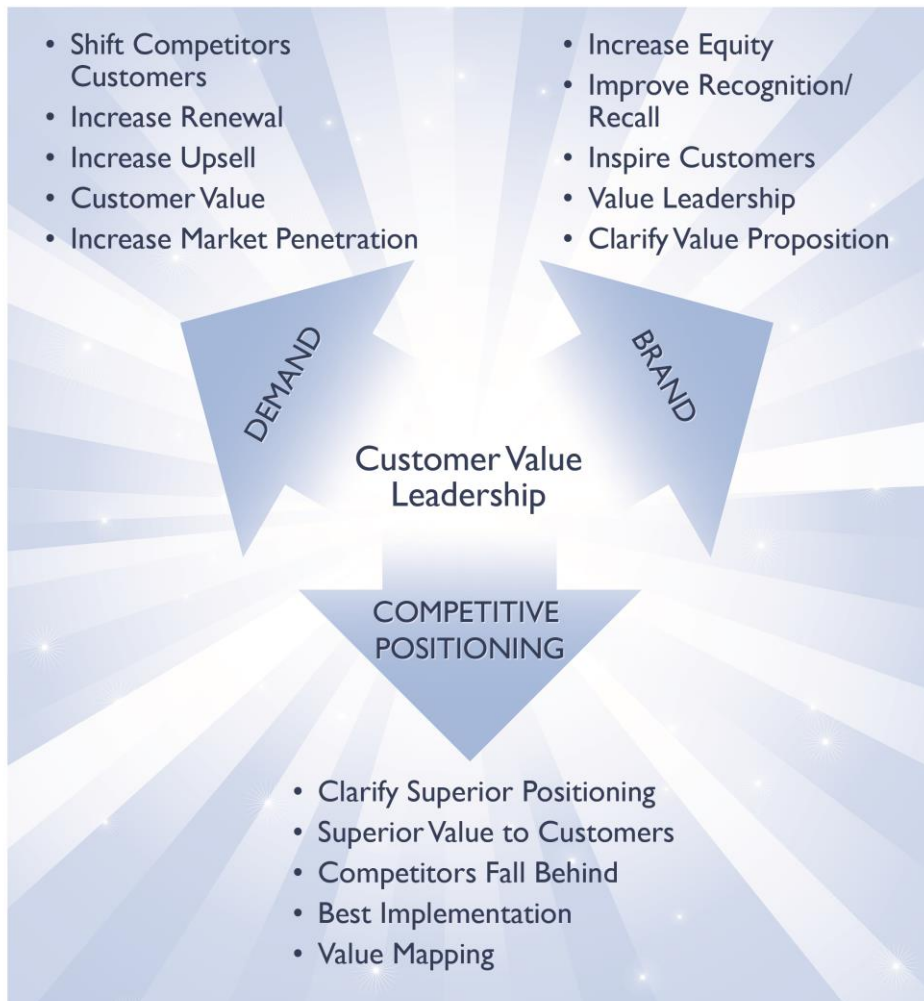 • Shift Competitors
Customers
• Increase Renewal
• Increase Upsell
• Customer Value
• Increase Market Penetration
• Increase Equity
• Improve Recognition/
Recall
• Inspire Customers
• Value Leadership
• Clarify Value Proposition
DEMAND
BRAND
Customer Value
Leadership
COMPETITIVE
POSITIONING
• Clarify Superior Positioning
• Superior Value to Customers
• Competitors Fall Behind
• Best Implementation
• Value Mapping